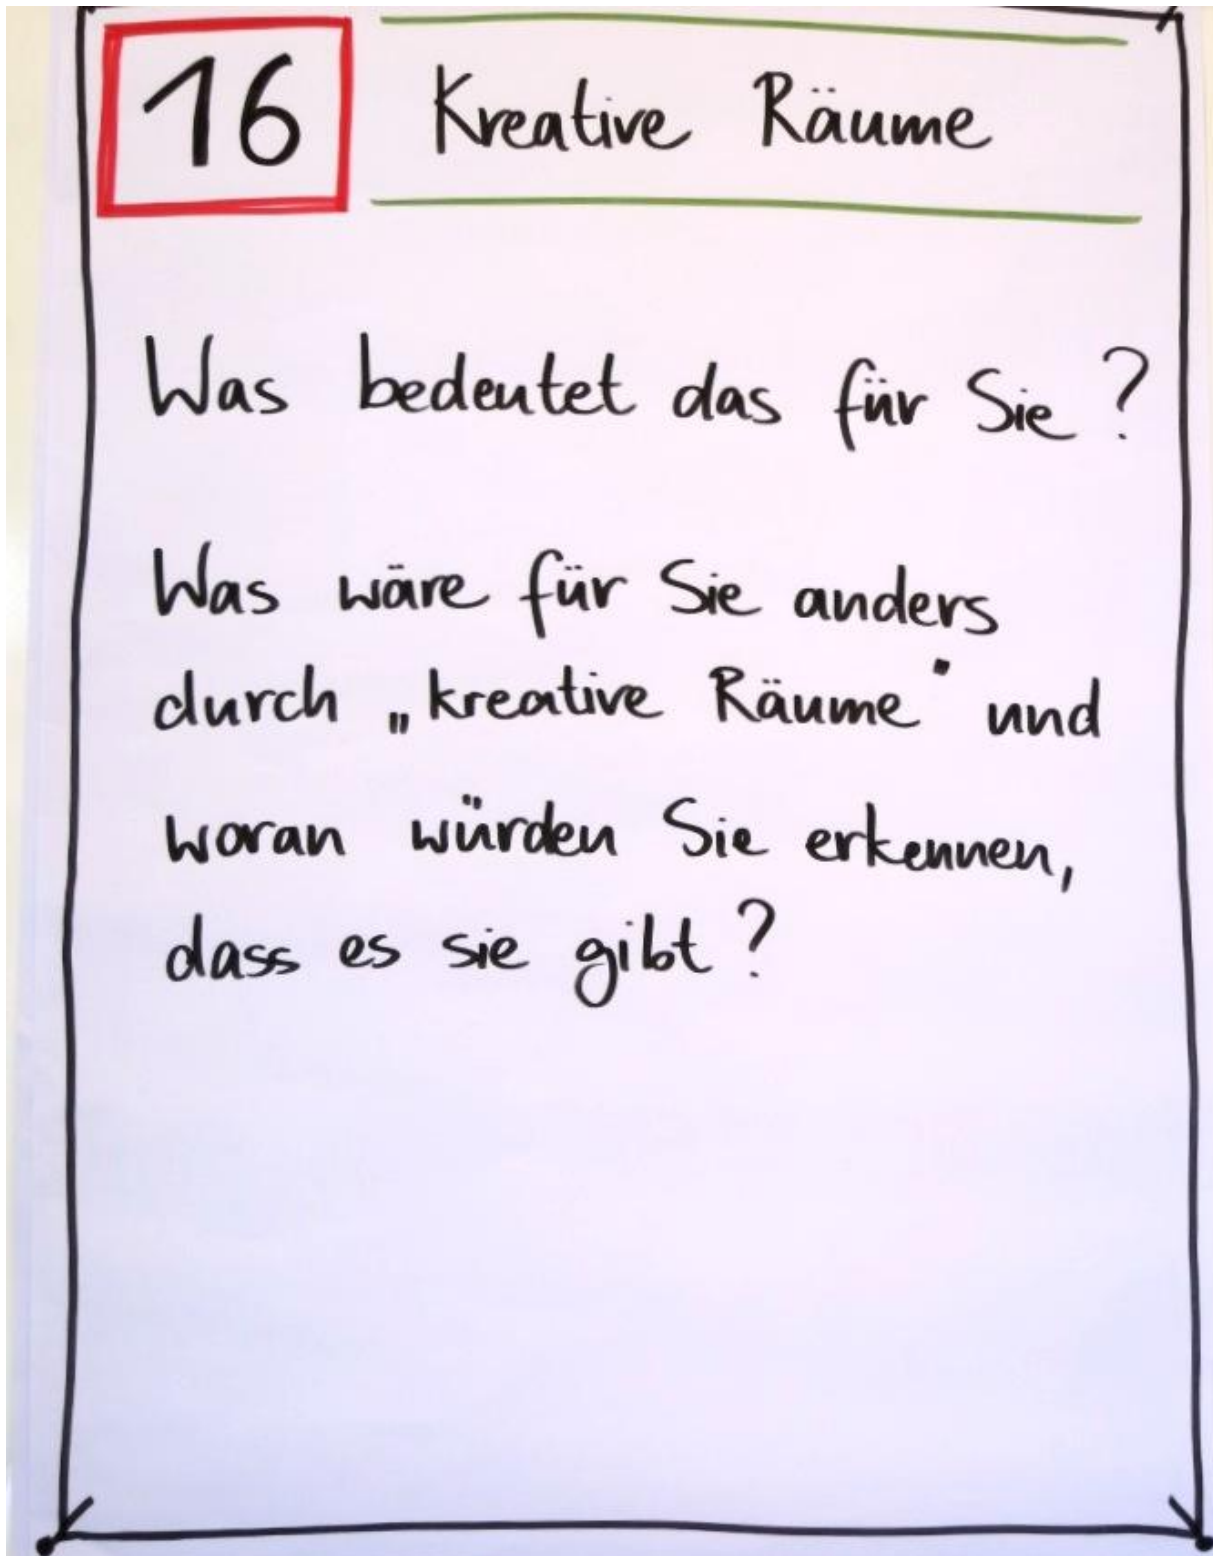 16 Kreative Räume
Was bedeutet das für Sie?
Was wäre für Sie anders
durch „kreative Räume" und
woran würden Sie erkennen,
dass es sie gibt?